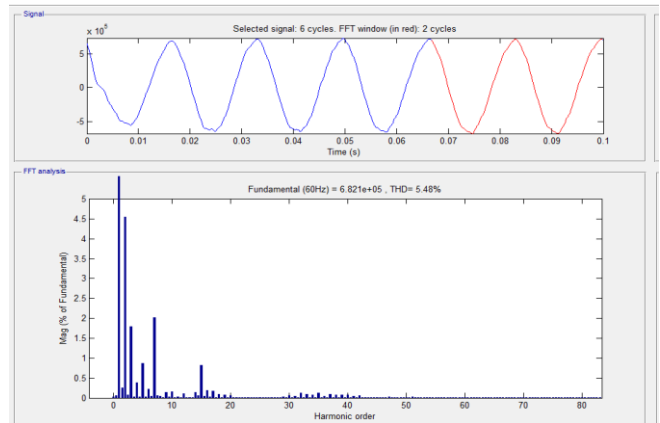 Signal
x 10^5
Selected signal: 6 cycles. FFT window (in red): 2 cycles
5
0
-5
0 0.01 0.02 0.03 0.04 0.05 0.06 0.07 0.08 0.09 0.1
Time (s)
FFT analysis
Fundamental (60Hz) = 6.821e+05 , THD= 5.48%
5
4.5
4
3.5
3
2.5
2
1.5
1
0.5
0
Mag (% of Fundamental)
0 10 20 30 40 50 60 70 80
Harmonic order